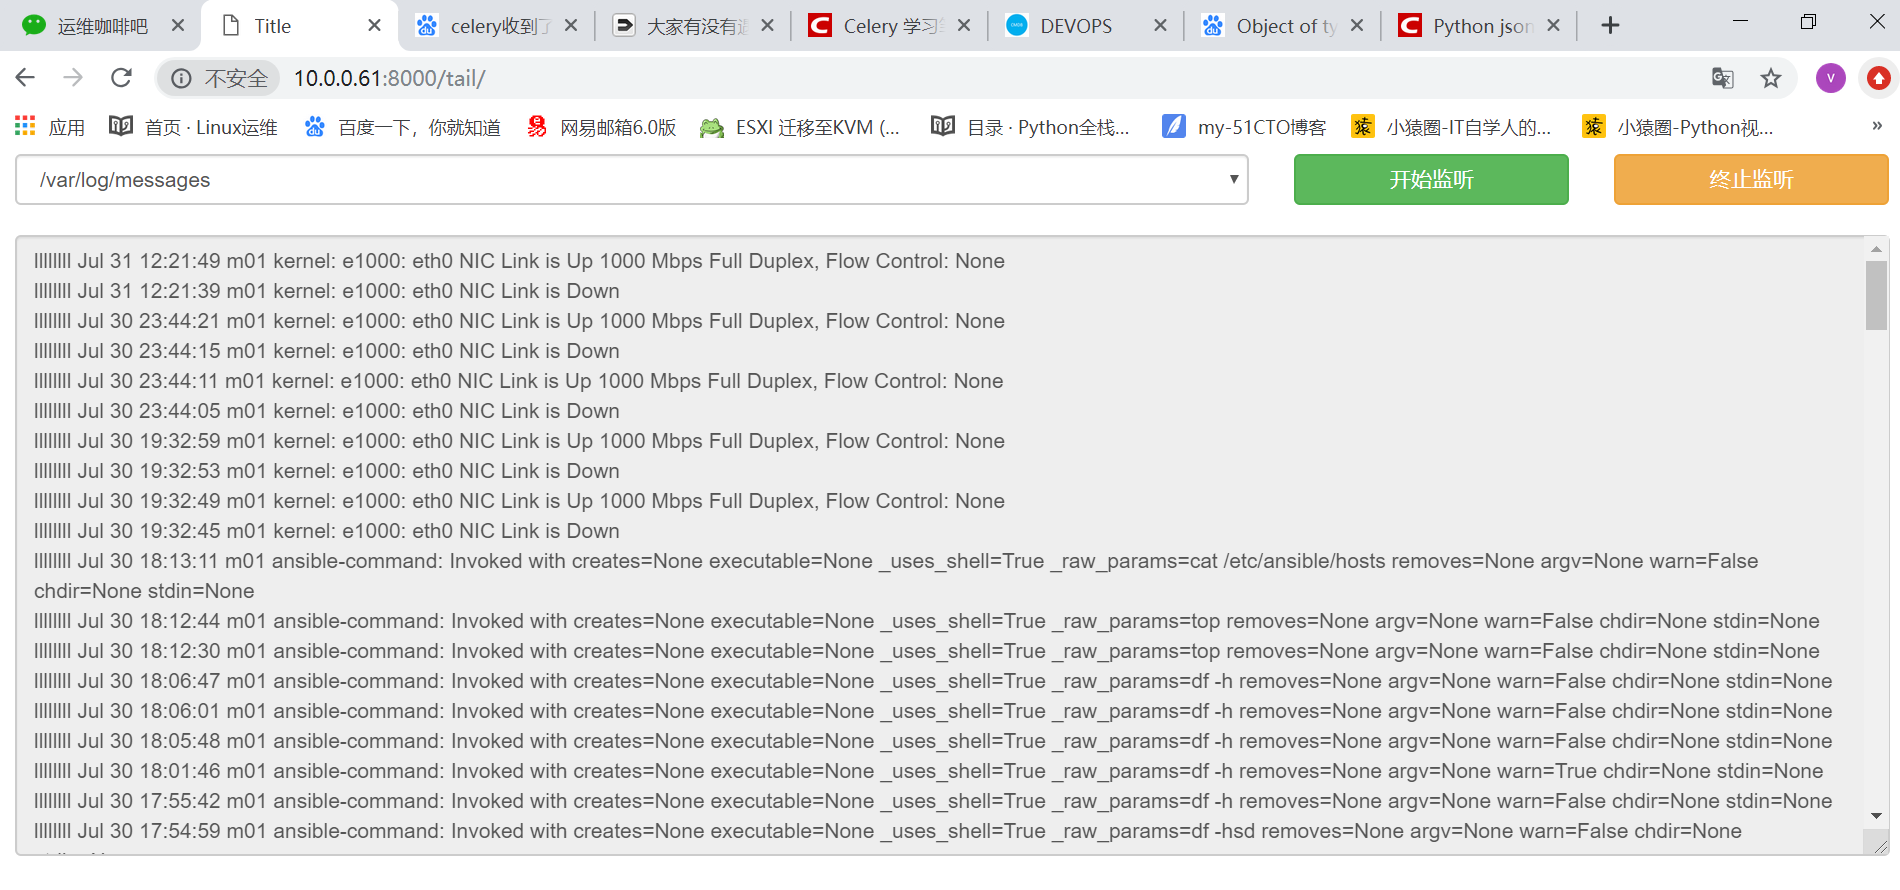 运维咖啡吧
Title
celery收到了
大家有没有遇
Celery 学习笔
DEVOPS
Object of ty
Python json
不安全
10.0.0.61:8000/tail/
V
应用
首页 · Linux运维
百度一下，你就知道
网易邮箱6.0版
ESXI 迁移至KVM (...
目录 · Python全栈...
my-51CTO博客
小猿圈-IT自学人的...
小猿圈-Python视...
»
/var/log/messages
开始监听
终止监听
llllllll Jul 31 12:21:49 m01 kernel: e1000: eth0 NIC Link is Up 1000 Mbps Full Duplex, Flow Control: None
llllllll Jul 31 12:21:39 m01 kernel: e1000: eth0 NIC Link is Down
llllllll Jul 30 23:44:21 m01 kernel: e1000: eth0 NIC Link is Up 1000 Mbps Full Duplex, Flow Control: None
llllllll Jul 30 23:44:15 m01 kernel: e1000: eth0 NIC Link is Down
llllllll Jul 30 23:44:11 m01 kernel: e1000: eth0 NIC Link is Up 1000 Mbps Full Duplex, Flow Control: None
llllllll Jul 30 23:44:05 m01 kernel: e1000: eth0 NIC Link is Down
llllllll Jul 30 19:32:59 m01 kernel: e1000: eth0 NIC Link is Up 1000 Mbps Full Duplex, Flow Control: None
llllllll Jul 30 19:32:53 m01 kernel: e1000: eth0 NIC Link is Down
llllllll Jul 30 19:32:49 m01 kernel: e1000: eth0 NIC Link is Up 1000 Mbps Full Duplex, Flow Control: None
llllllll Jul 30 19:32:45 m01 kernel: e1000: eth0 NIC Link is Down
llllllll Jul 30 18:13:11 m01 ansible-command: Invoked with creates=None executable=None _uses_shell=True _raw_params=cat /etc/ansible/hosts removes=None argv=None warn=False
chdir=None stdin=None
llllllll Jul 30 18:12:44 m01 ansible-command: Invoked with creates=None executable=None _uses_shell=True _raw_params=top removes=None argv=None warn=False chdir=None stdin=None
llllllll Jul 30 18:12:30 m01 ansible-command: Invoked with creates=None executable=None _uses_shell=True _raw_params=top removes=None argv=None warn=False chdir=None stdin=None
llllllll Jul 30 18:06:47 m01 ansible-command: Invoked with creates=None executable=None _uses_shell=True _raw_params=df -h removes=None argv=None warn=False chdir=None stdin=None
llllllll Jul 30 18:06:01 m01 ansible-command: Invoked with creates=None executable=None _uses_shell=True _raw_params=df -h removes=None argv=None warn=False chdir=None stdin=None
llllllll Jul 30 18:05:48 m01 ansible-command: Invoked with creates=None executable=None _uses_shell=True _raw_params=df -h removes=None argv=None warn=False chdir=None stdin=None
llllllll Jul 30 18:01:46 m01 ansible-command: Invoked with creates=None executable=None _uses_shell=True _raw_params=df -h removes=None argv=None warn=True chdir=None stdin=None
llllllll Jul 30 17:55:42 m01 ansible-command: Invoked with creates=None executable=None _uses_shell=True _raw_params=df -h removes=None argv=None warn=False chdir=None stdin=None
llllllll Jul 30 17:54:59 m01 ansible-command: Invoked with creates=None executable=None _uses_shell=True _raw_params=df -hsd removes=None argv=None warn=False chdir=None